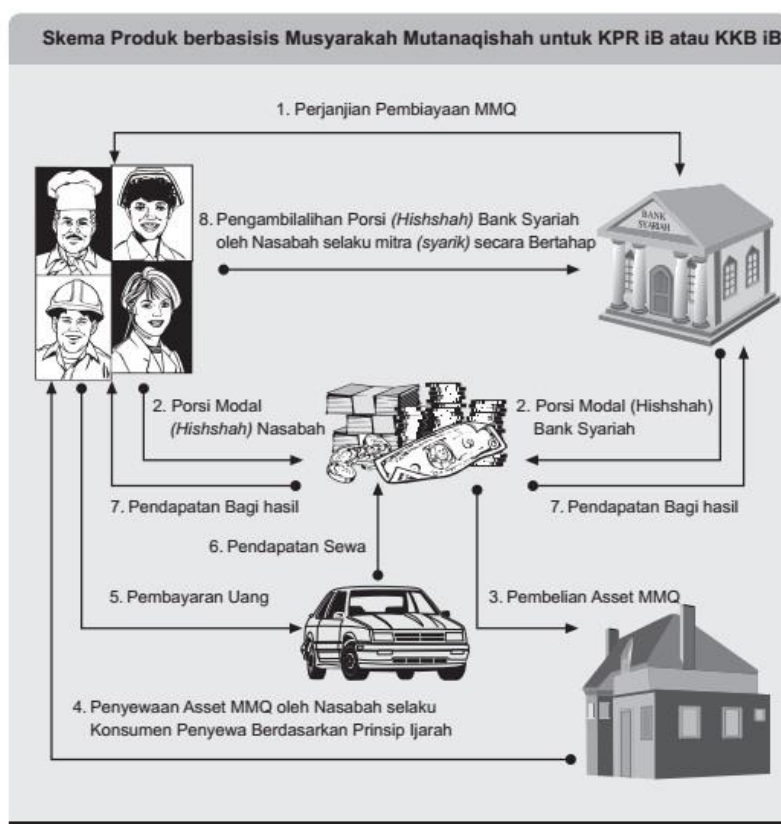 Skema Produk berbasisis Musyarakah Mutanaqishah untuk KPR iB atau KKB iB
1. Perjanjian Pembiayaan MMQ
8. Pengambilalihan Porsi (Hishshah) Bank Syariah
oleh Nasabah selaku mitra (syarik) secara Bertahap
BANK
SYARIAH
2. Porsi Modal
(Hishshah) Nasabah
2. Porsi Modal (Hishshah)
Bank Syariah
7. Pendapatan Bagi hasil
7. Pendapatan Bagi hasil
6. Pendapatan Sewa
5. Pembayaran Uang
3. Pembelian Asset MMQ
4. Penyewaan Asset MMQ oleh Nasabah selaku
Konsumen Penyewa Berdasarkan Prinsip Ijarah